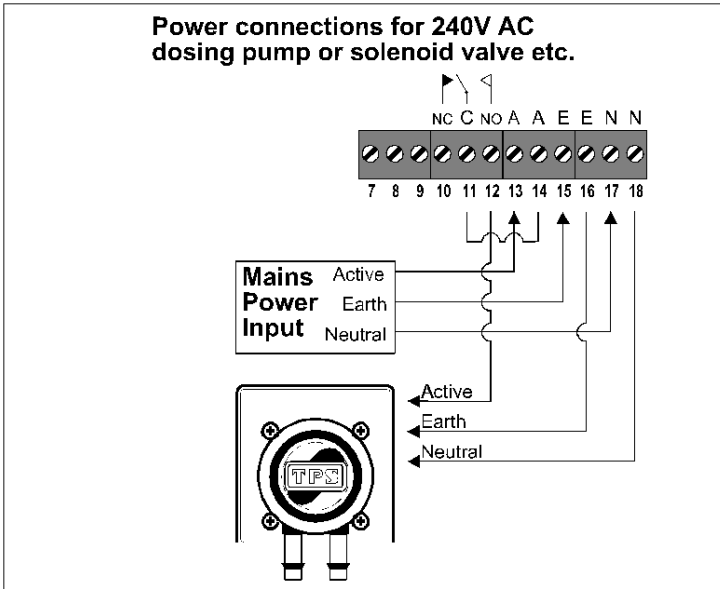 Power connections for 240V AC
dosing pump or solenoid valve etc.
NC C NO A A E E N N
7 8 9 10 11 12 13 14 15 16 17 18
Mains
Power
Input
Active
Earth
Neutral
Active
Earth
Neutral
TPS